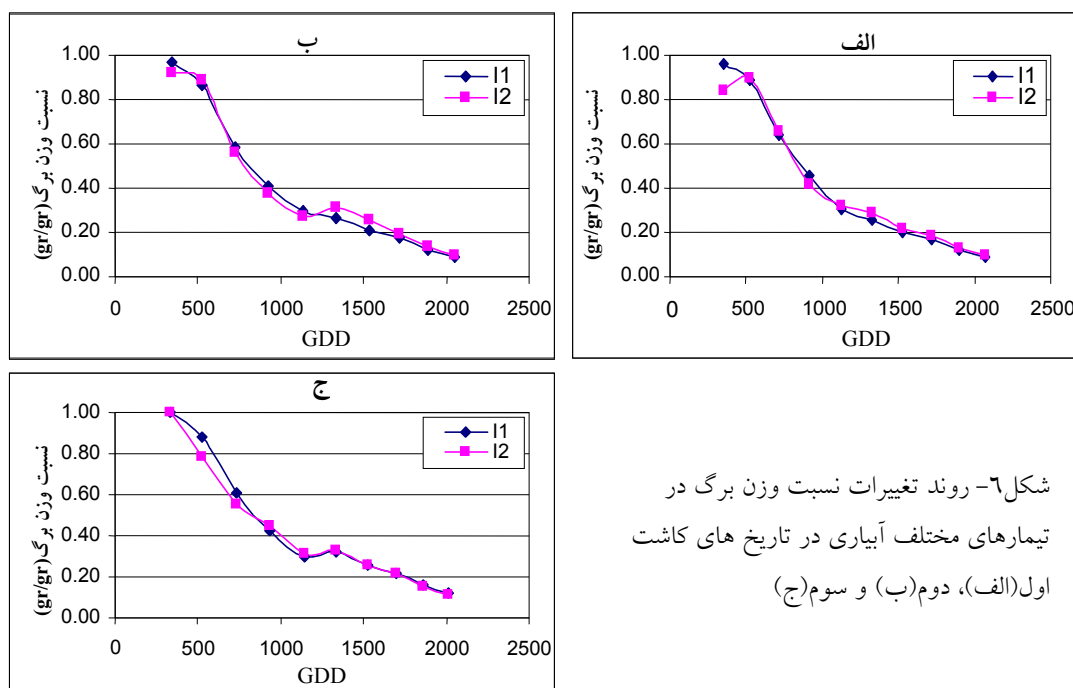 الف
نسبت وزن برگ(gr/gr)
1.00
0.80
0.60
0.40
0.20
0.00
0 500 1000 1500 2000 2500
GDD
I1
I2
ب
نسبت وزن برگ(gr/gr)
1.00
0.80
0.60
0.40
0.20
0.00
0 500 1000 1500 2000 2500
GDD
I1
I2
ج
نسبت وزن برگ(gr/gr)
1.00
0.80
0.60
0.40
0.20
0.00
0 500 1000 1500 2000 2500
GDD
I1
I2
شکل٦- روند تغییرات نسبت وزن برگ در
تیمارهای مختلف آبیاری در تاریخ های کاشت
اول(الف)، دوم(ب) و سوم(ج)